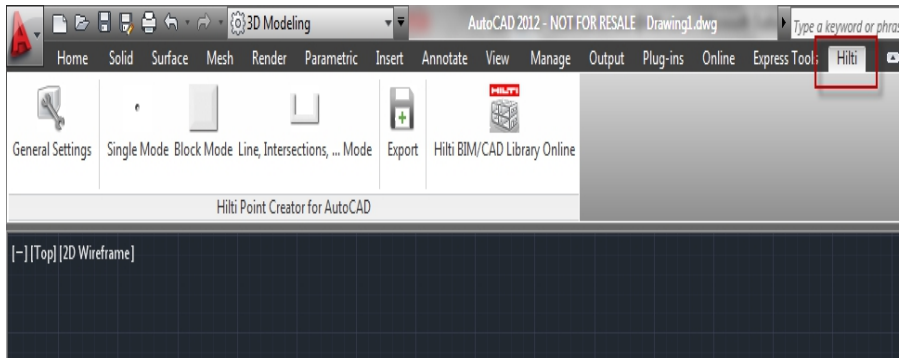 3D Modeling AutoCAD 2012 - NOT FOR RESALE Drawing1.dwg Type a keyword or phras
Home Solid Surface Mesh Render Parametric Insert Annotate View Manage Output Plug-ins Online Express Tools Hilti
HILTI
General Settings Single Mode Block Mode Line, Intersections, ... Mode Export Hilti BIM/CAD Library Online
Hilti Point Creator for AutoCAD
[−] [Top] [2D Wireframe]